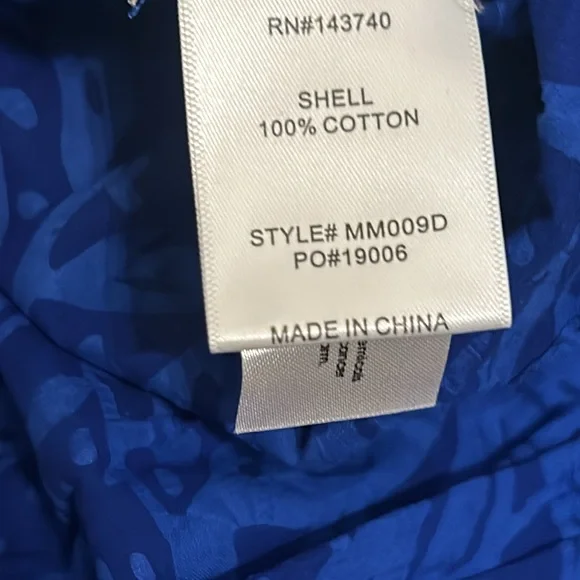 RN#143740
SHELL
100% COTTON
STYLE# MM009D
PO#19006
MADE IN CHINA